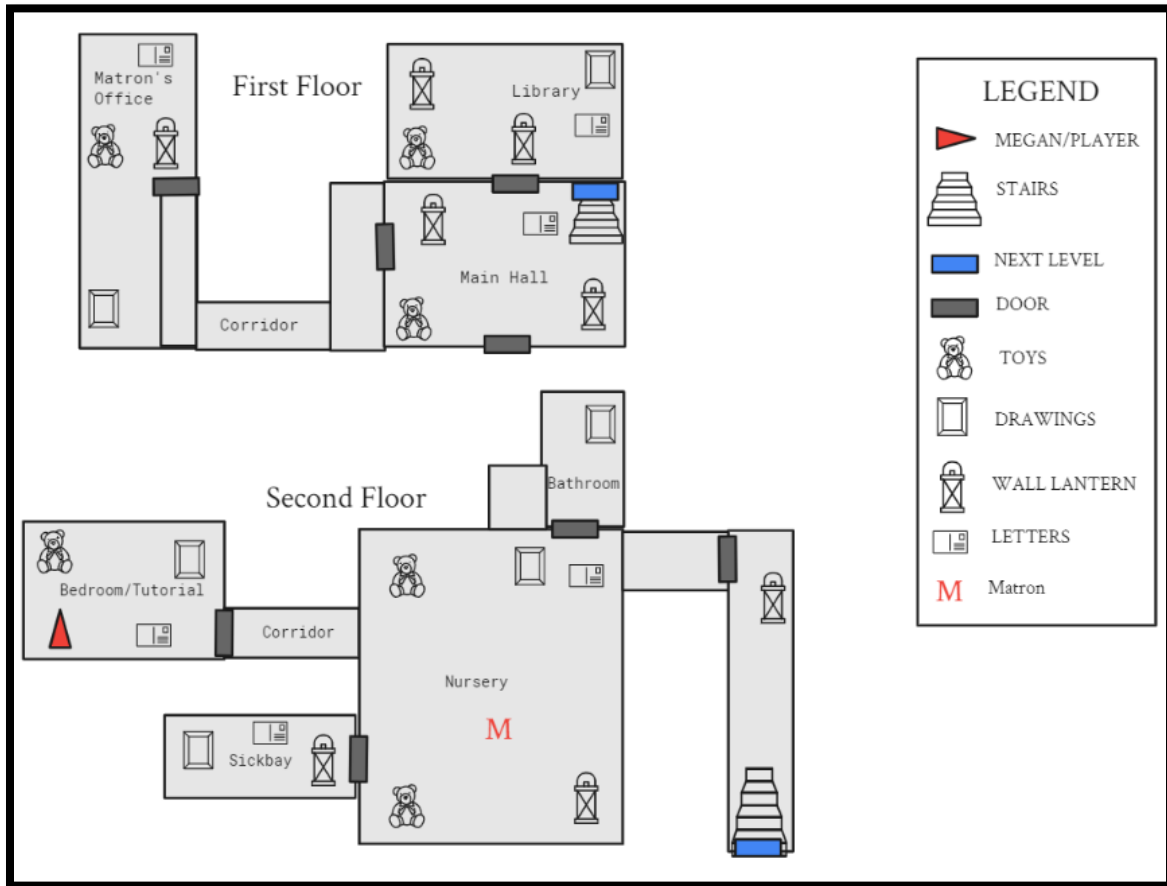 First Floor
Matron's
Office
Library
Main Hall
Corridor
Second Floor
Bathroom
Bedroom/Tutorial
Corridor
Nursery
M
Sickbay
LEGEND
MEGAN/PLAYER
STAIRS
NEXT LEVEL
DOOR
TOYS
DRAWINGS
WALL LANTERN
LETTERS
M Matron